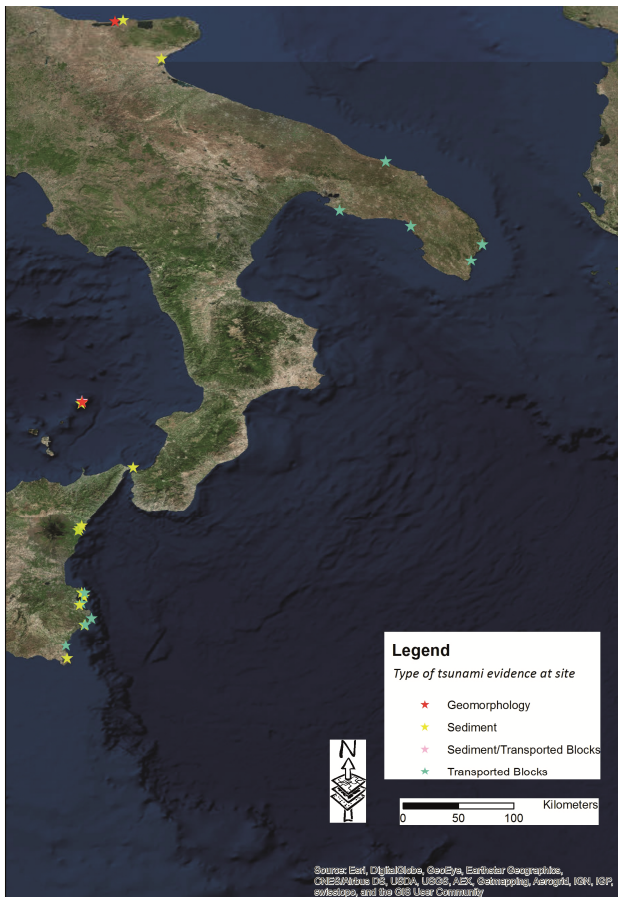 Legend
Type of tsunami evidence at site
Geomorphology
Sediment
Sediment/Transported Blocks
Transported Blocks
N
Kilometers
0 50 100
Source: Esri, DigitalGlobe, GeoEye, Earthstar Geographics,
CNES/Airbus DS, USDA, USGS, AEX, Getmapping, Aerogrid, IGN, IGP,
swisstopo, and the GIS User Community